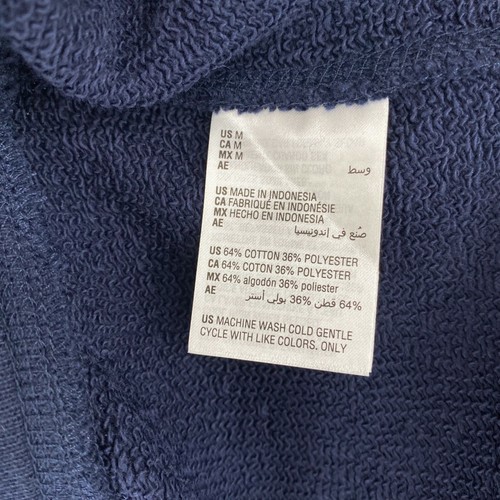 US M
CA M
MX M
AE وسط
US MADE IN INDONESIA
CA FABRIQUÉ EN INDONÉSIE
MX HECHO EN INDONESIA
AE صُنع في إندونيسيا
US 64% COTTON 36% POLYESTER
CA 64% COTON 36% POLYESTER
MX 64% algodón 36% poliester
AE 64% قطن 36% بولي أستر
US MACHINE WASH COLD GENTLE
CYCLE WITH LIKE COLORS. ONLY